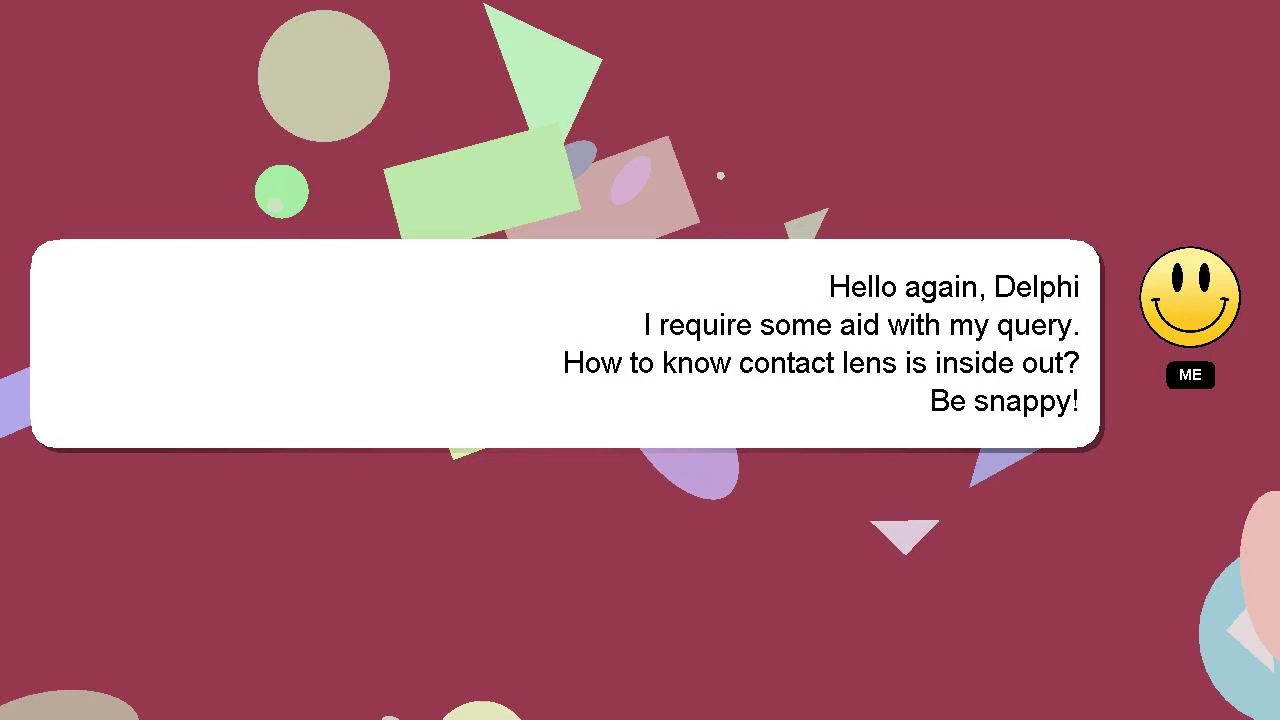 Hello again, Delphi
I require some aid with my query.
How to know contact lens is inside out?
Be snappy!
ME